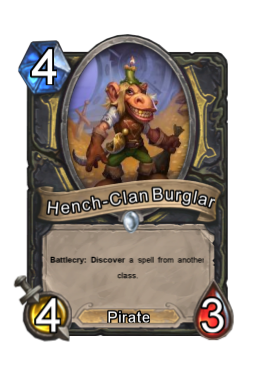 4
Hench-Clan Burglar
Battlecry: Discover a spell from another
class.
4
Pirate
3